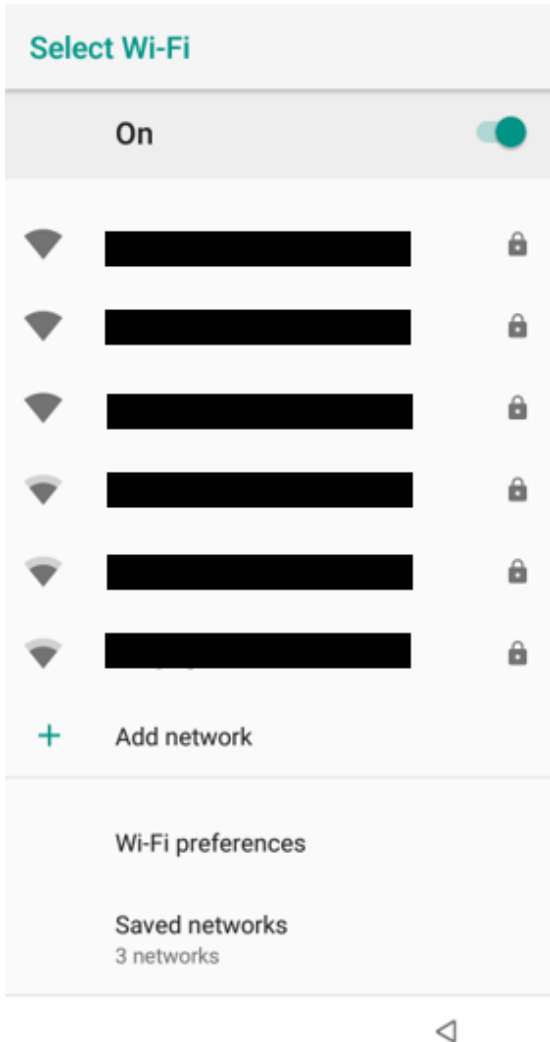 Select Wi-Fi
On
Add network
Wi-Fi preferences
Saved networks
3 networks